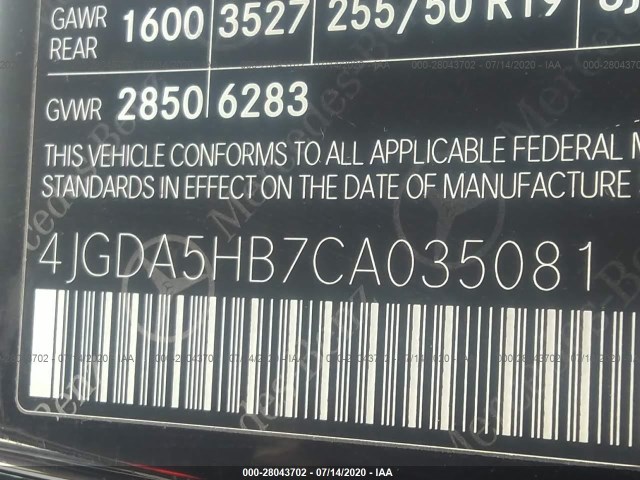 GAWR REAR 1600 3527 255/50 R19
GVWR 2850 6283
THIS VEHICLE CONFORMS TO ALL APPLICABLE FEDERAL
STANDARDS IN EFFECT ON THE DATE OF MANUFACTURE
4JGDA5HB7CA035081
000-28043702 - 07/14/2020 - IAA